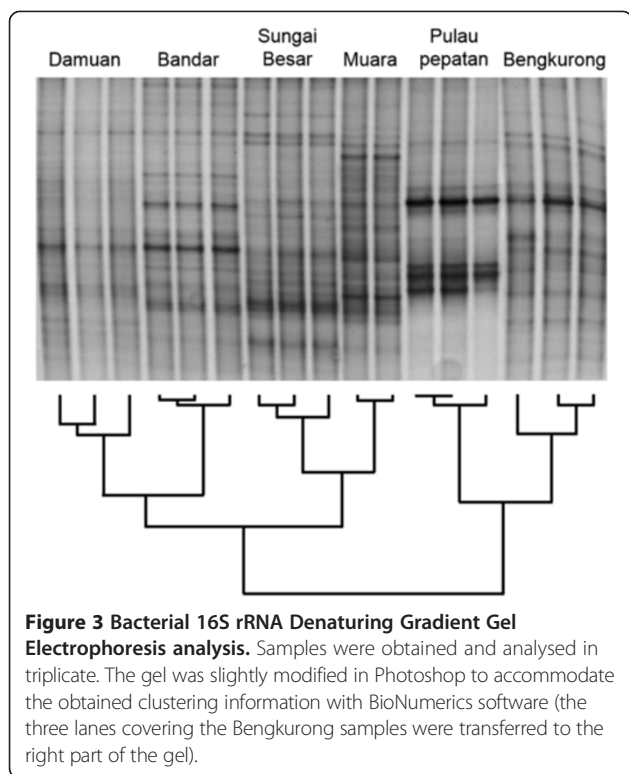 Damuan Bandar Sungai Besar Muara Pulau pepatan Bengkurong
Figure 3 Bacterial 16S rRNA Denaturing Gradient Gel
Electrophoresis analysis. Samples were obtained and analysed in
triplicate. The gel was slightly modified in Photoshop to accommodate
the obtained clustering information with BioNumerics software (the
three lanes covering the Bengkurong samples were transferred to the
right part of the gel).